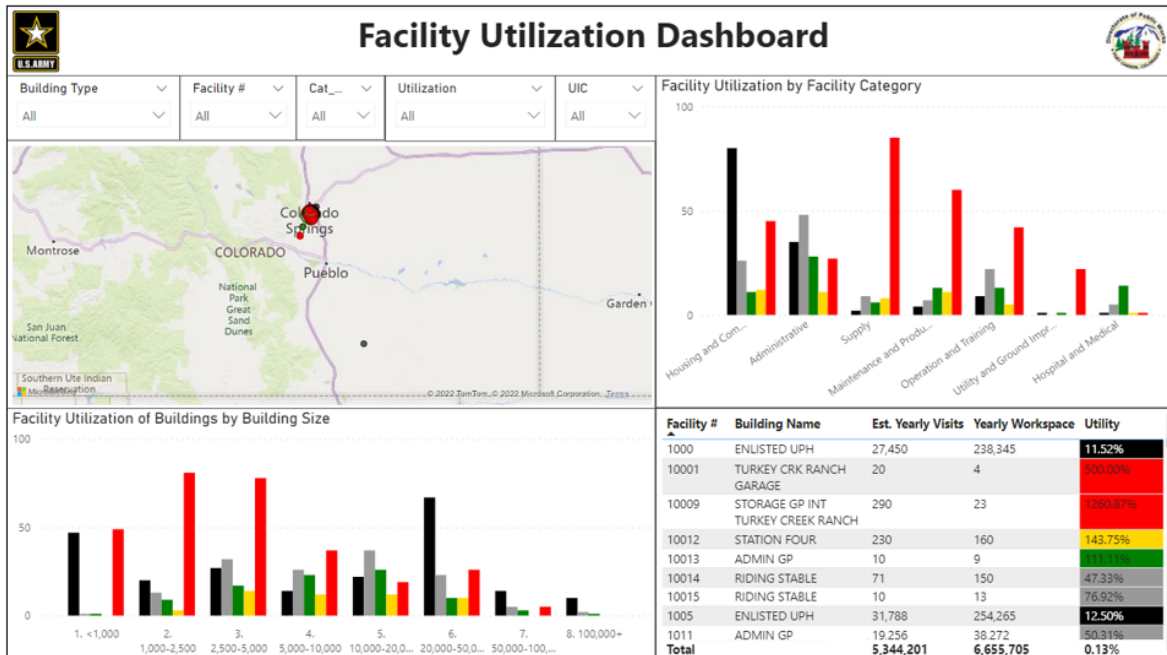 U.S.ARMY
Facility Utilization Dashboard
Building Type
Facility #
Cat_...
Utilization
UIC
All
All
All
All
All
Colorado
Springs
Montrose
COLORADO
Pueblo
National
Park
Great
Sand
Dunes
Garden
San Juan
National Forest
Southern Ute Indian
Reservation
© 2022 TomTom, © 2022 Microsoft Corporation, Terms
Facility Utilization by Facility Category
100
50
0
Housing and Com...
Administrative
Supply
Maintenance and Produ...
Operation and Training
Utility and Ground Impr...
Hospital and Medical
Facility Utilization of Buildings by Building Size
100
50
0
1. <1,000
2.
1,000-2,500
3.
2,500-5,000
4.
5,000-10,000
5.
10,000-20,0...
6.
20,000-50,0...
7.
50,000-100,...
8. 100,000+
Facility # Building Name Est. Yearly Visits Yearly Workspace Utility
1000 ENLISTED UPH 27,450 238,345 11.52%
10001 TURKEY CRK RANCH 20 4 500.00%
GARAGE
10009 STORAGE GP INT 290 23 1260.87%
TURKEY CREEK RANCH
10012 STATION FOUR 230 160 143.75%
10013 ADMIN GP 10 9 111.11%
10014 RIDING STABLE 71 150 47.33%
10015 RIDING STABLE 10 13 76.92%
1005 ENLISTED UPH 31,788 254,265 12.50%
1011 ADMIN GP 19,256 38,272 50.31%
Total 5,344,201 6,655,705 0.13%